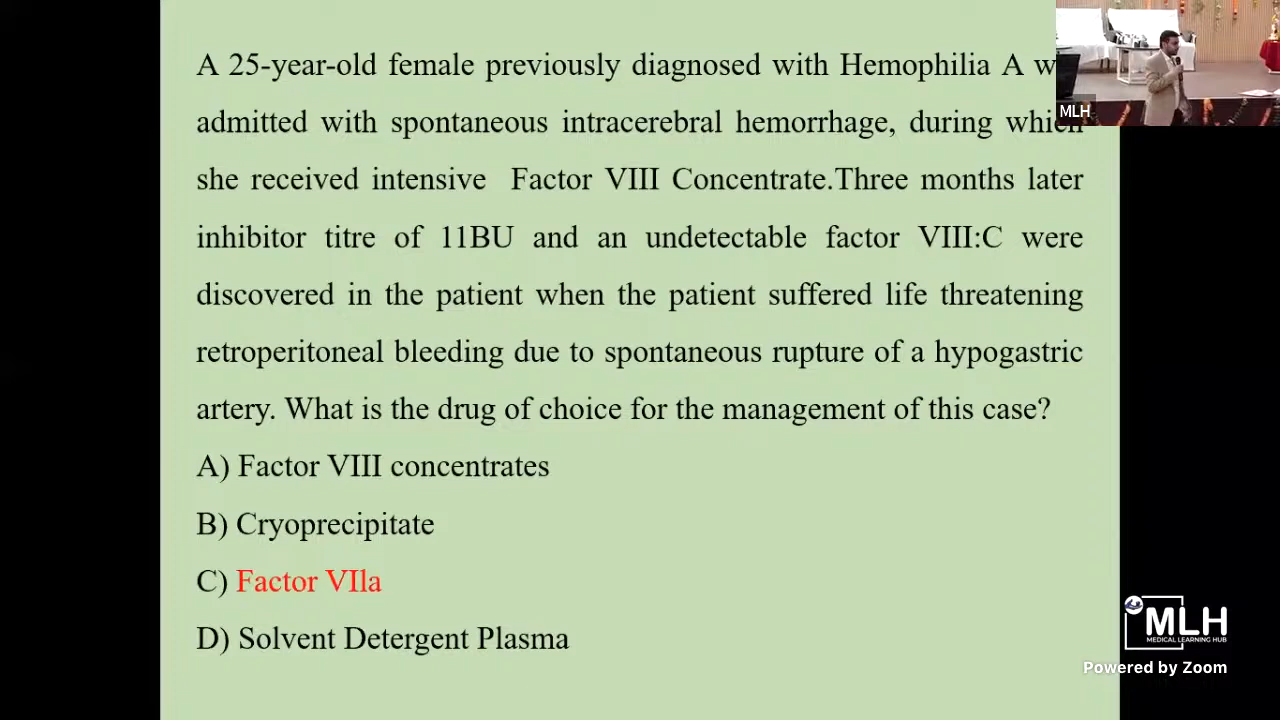 A 25-year-old female previously diagnosed with Hemophilia A
admitted with spontaneous intracerebral hemorrhage, during which
she received intensive Factor VIII Concentrate.Three months later
inhibitor titre of 11BU and an undetectable factor VIII:C were
discovered in the patient when the patient suffered life threatening
retroperitoneal bleeding due to spontaneous rupture of a hypogastric
artery. What is the drug of choice for the management of this case?
A) Factor VIII concentrates
B) Cryoprecipitate
C) Factor VIIa
D) Solvent Detergent Plasma
MLH
MLH
MEDICAL LEARNING HUB
Powered by Zoom